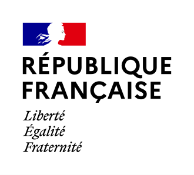 RÉPUBLIQUE
FRANÇAISE
Liberté
Égalité
Fraternité